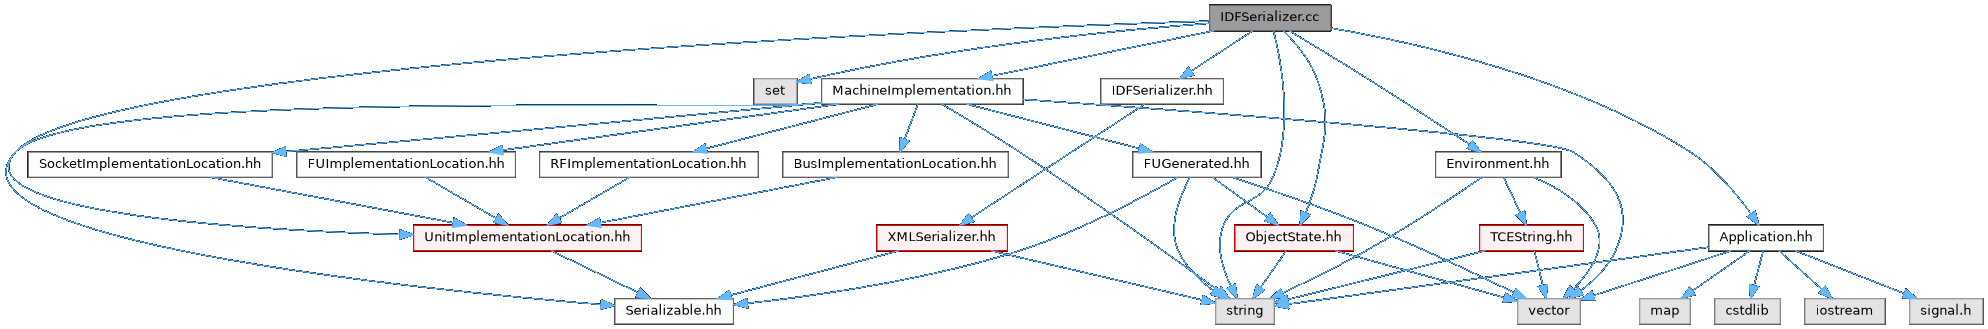 IDFSerializer.cc
set
MachineImplementation.hh
IDFSerializer.hh
SocketImplementationLocation.hh
FUImplementationLocation.hh
RFImplementationLocation.hh
BusImplementationLocation.hh
FUGenerated.hh
Environment.hh
UnitImplementationLocation.hh
XMLSerializer.hh
ObjectState.hh
TCEString.hh
Application.hh
Serializable.hh
string
vector
map
cstdlib
iostream
signal.h